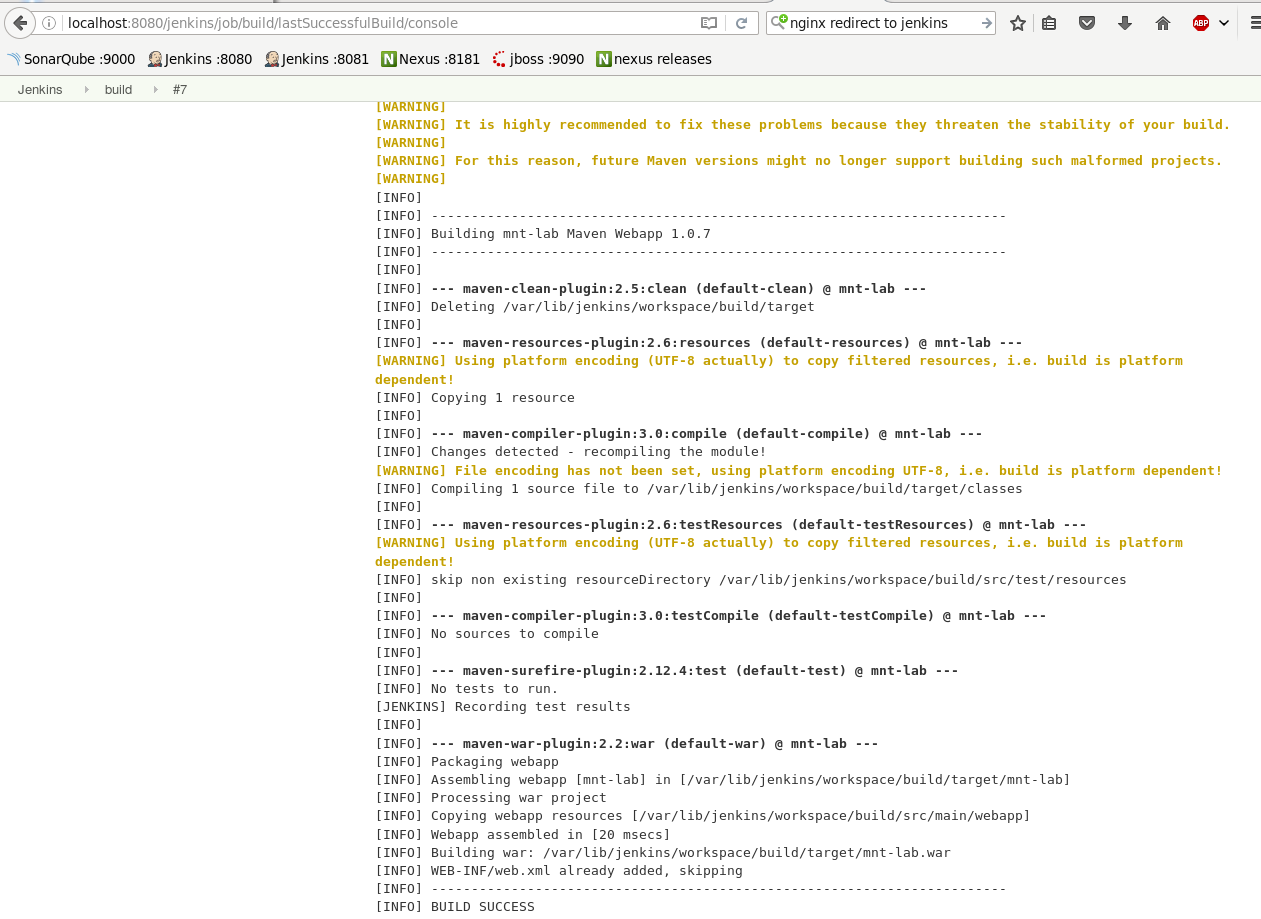 localhost:8080/jenkins/job/build/lastSuccessfulBuild/console
nginx redirect to jenkins
ABP
SonarQube :9000 Jenkins :8080 Jenkins :8081 N Nexus :8181 jboss :9090 N nexus releases
Jenkins build #7
[WARNING]
[WARNING] It is highly recommended to fix these problems because they threaten the stability of your build.
[WARNING]
[WARNING] For this reason, future Maven versions might no longer support building such malformed projects.
[WARNING]
[INFO]
[INFO] ------------------------------------------------------------------------
[INFO] Building mnt-lab Maven Webapp 1.0.7
[INFO] ------------------------------------------------------------------------
[INFO]
[INFO] --- maven-clean-plugin:2.5:clean (default-clean) @ mnt-lab ---
[INFO] Deleting /var/lib/jenkins/workspace/build/target
[INFO]
[INFO] --- maven-resources-plugin:2.6:resources (default-resources) @ mnt-lab ---
[WARNING] Using platform encoding (UTF-8 actually) to copy filtered resources, i.e. build is platform
dependent!
[INFO] Copying 1 resource
[INFO]
[INFO] --- maven-compiler-plugin:3.0:compile (default-compile) @ mnt-lab ---
[INFO] Changes detected - recompiling the module!
[WARNING] File encoding has not been set, using platform encoding UTF-8, i.e. build is platform dependent!
[INFO] Compiling 1 source file to /var/lib/jenkins/workspace/build/target/classes
[INFO]
[INFO] --- maven-resources-plugin:2.6:testResources (default-testResources) @ mnt-lab ---
[WARNING] Using platform encoding (UTF-8 actually) to copy filtered resources, i.e. build is platform
dependent!
[INFO] skip non existing resourceDirectory /var/lib/jenkins/workspace/build/src/test/resources
[INFO]
[INFO] --- maven-compiler-plugin:3.0:testCompile (default-testCompile) @ mnt-lab ---
[INFO] No sources to compile
[INFO]
[INFO] --- maven-surefire-plugin:2.12.4:test (default-test) @ mnt-lab ---
[INFO] No tests to run.
[JENKINS] Recording test results
[INFO]
[INFO] --- maven-war-plugin:2.2:war (default-war) @ mnt-lab ---
[INFO] Packaging webapp
[INFO] Assembling webapp [mnt-lab] in [/var/lib/jenkins/workspace/build/target/mnt-lab]
[INFO] Processing war project
[INFO] Copying webapp resources [/var/lib/jenkins/workspace/build/src/main/webapp]
[INFO] Webapp assembled in [20 msecs]
[INFO] Building war: /var/lib/jenkins/workspace/build/target/mnt-lab.war
[INFO] WEB-INF/web.xml already added, skipping
[INFO] ------------------------------------------------------------------------
[INFO] BUILD SUCCESS